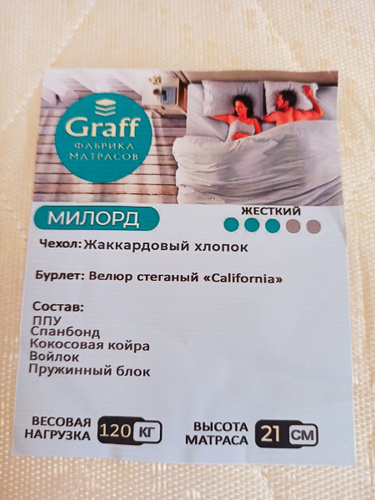 Graff
ФАБРИКА
МАТРАСОВ
МИЛОРД
ЖЕСТКИЙ
Чехол: Жаккардовый хлопок
Бурлет: Велюр стеганый «California»
Состав:
ППУ
Спанбонд
Кокосовая койра
Войлок
Пружинный блок
ВЕСОВАЯ
НАГРУЗКА 120 КГ
ВЫСОТА
МАТРАСА 21 СМ